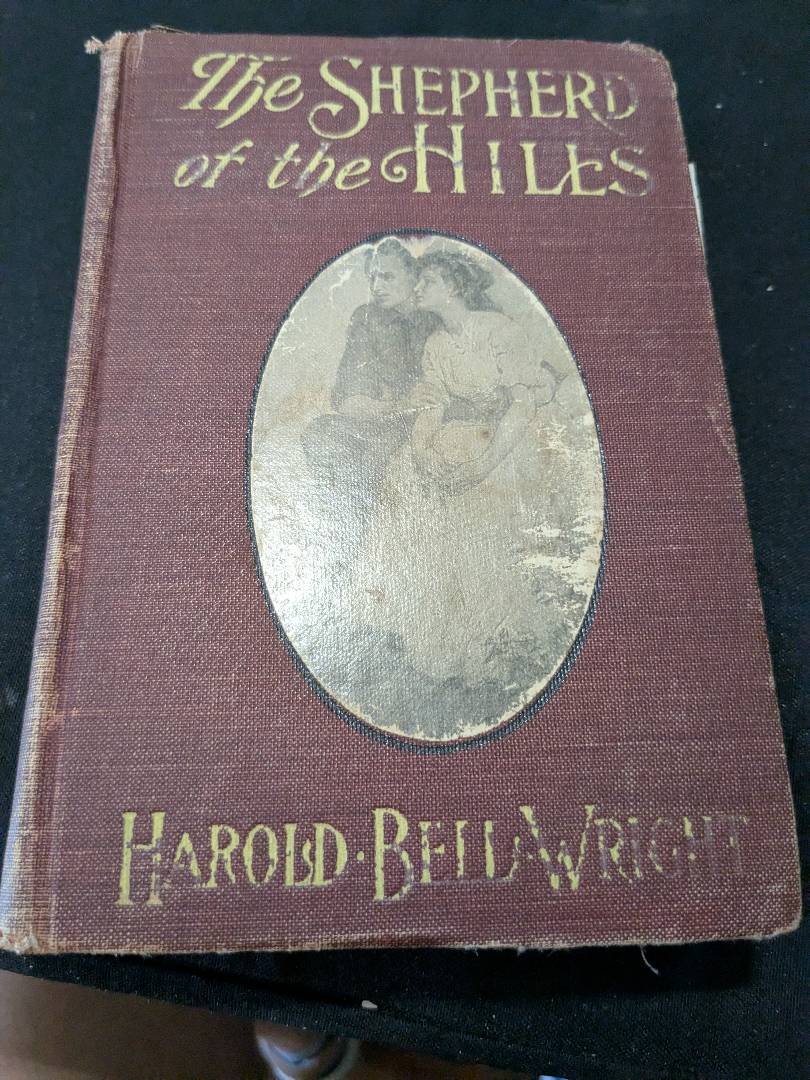 The SHEPHERD
of the HILLS
HAROLD·BELL·WRIGHT